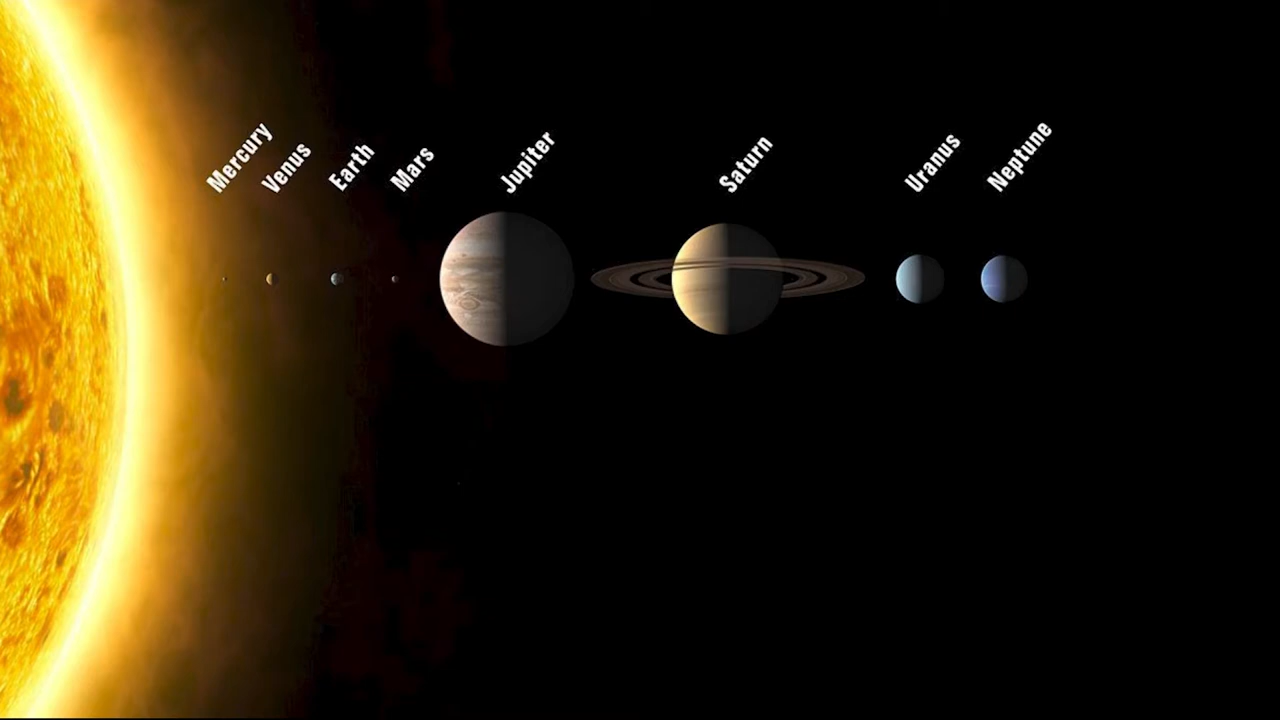 Mercury
Venus
Earth
Mars
Jupiter
Saturn
Uranus
Neptune